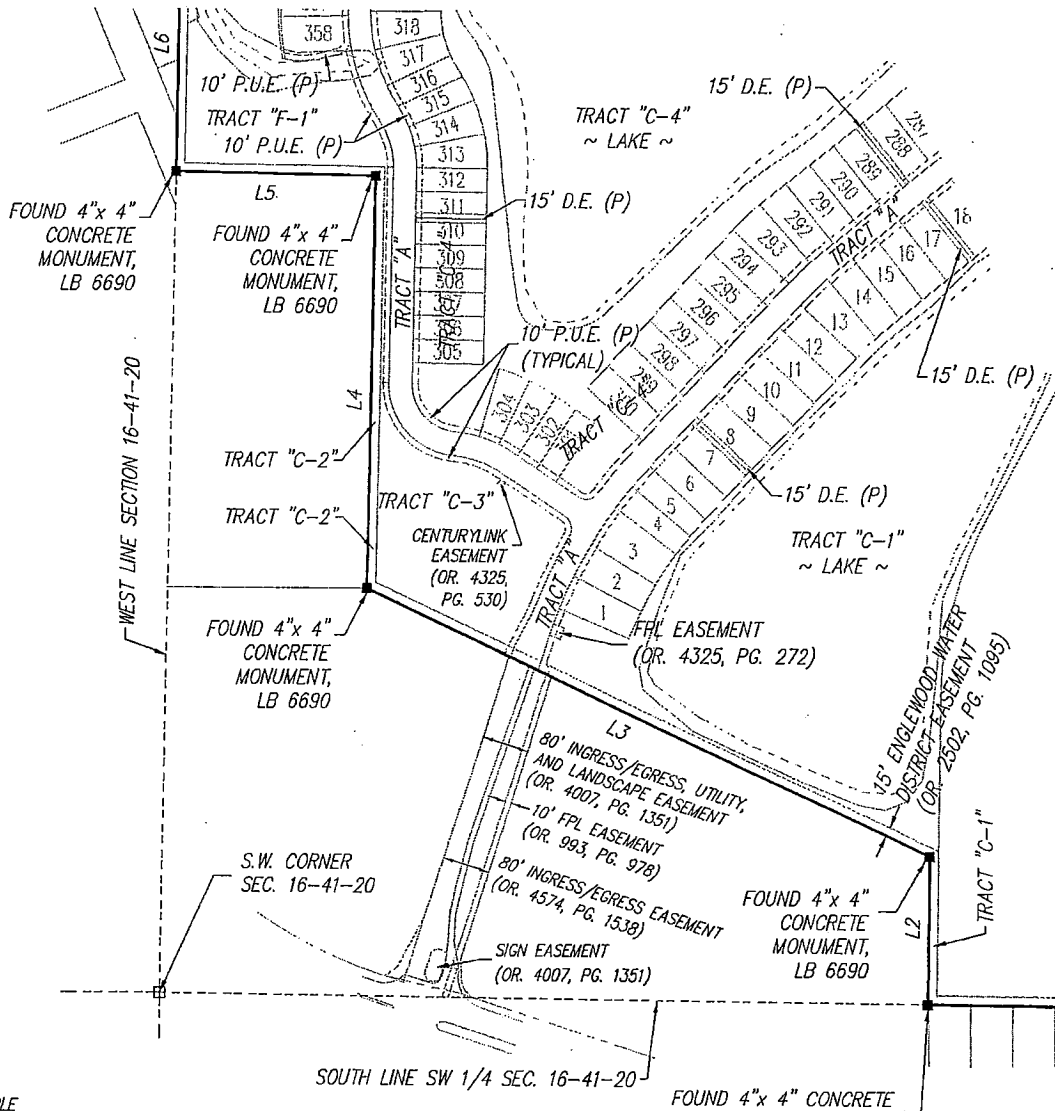 L6
358
318
317
316
315
314
313
312
311
310
309
308
307
306
305
10' P.U.E. (P)
TRACT "F-1"
10' P.U.E. (P)
TRACT "C-4"
~ LAKE ~
15' D.E. (P)
288
289
290
291
292
293
294
295
296
297
298
299
300
TRACT "A"
18
17
16
15
14
13
12
11
10
9
8
7
6
5
4
3
2
1
L5
15' D.E. (P)
FOUND 4"x 4"
CONCRETE
MONUMENT,
LB 6690
FOUND 4"x 4"
CONCRETE
MONUMENT,
LB 6690
TRACT "A"
10' P.U.E. (P)
(TYPICAL)
15' D.E. (P)
304
303
302
TRACT "C-4"
WEST LINE SECTION 16-41-20
L4
TRACT "C-2"
TRACT "C-2"
TRACT "C-3"
CENTURYLINK
EASEMENT
(OR. 4325,
PG. 530)
15' D.E. (P)
TRACT "C-1"
~ LAKE ~
TRACT "A"
FOUND 4"x 4"
CONCRETE
MONUMENT,
LB 6690
FPL EASEMENT
(OR. 4325, PG. 272)
L3
15' ENGLEWOOD WATER
DISTRICT EASEMENT
(OR. 2502, PG. 1095)
80' INGRESS/EGRESS, UTILITY,
AND LANDSCAPE EASEMENT
(OR. 4007, PG. 1351)
10' FPL EASEMENT
(OR. 993, PG. 978)
80' INGRESS/EGRESS EASEMENT
(OR. 4574, PG. 1538)
S.W. CORNER
SEC. 16-41-20
SIGN EASEMENT
(OR. 4007, PG. 1351)
FOUND 4"x 4"
CONCRETE
MONUMENT,
LB 6690
L2
TRACT "C-1"
SOUTH LINE SW 1/4 SEC. 16-41-20
FOUND 4"x 4" CONCRETE